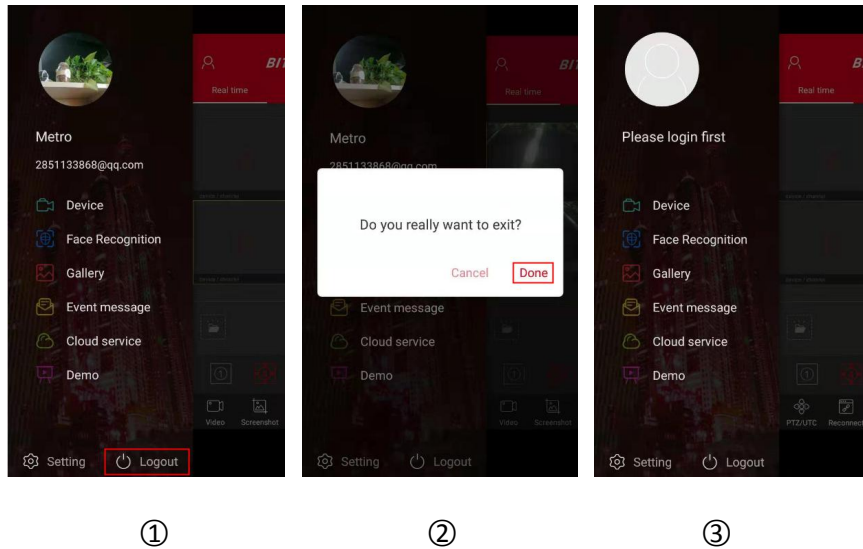 BIT
Real time
Metro
2851133868@qq.com
Device
Face Recognition
Gallery
Event message
Cloud service
Demo
Video Screenshot
Setting Logout
①
BIT
Real time
Metro
2851133868@qq.com
Do you really want to exit?
Cancel Done
Event message
Cloud service
Demo
Video Screenshot
Setting Logout
②
Real time
Please login first
Device
Face Recognition
Gallery
Event message
Cloud service
Demo
PTZ/UTC Reconnect
Setting Logout
③